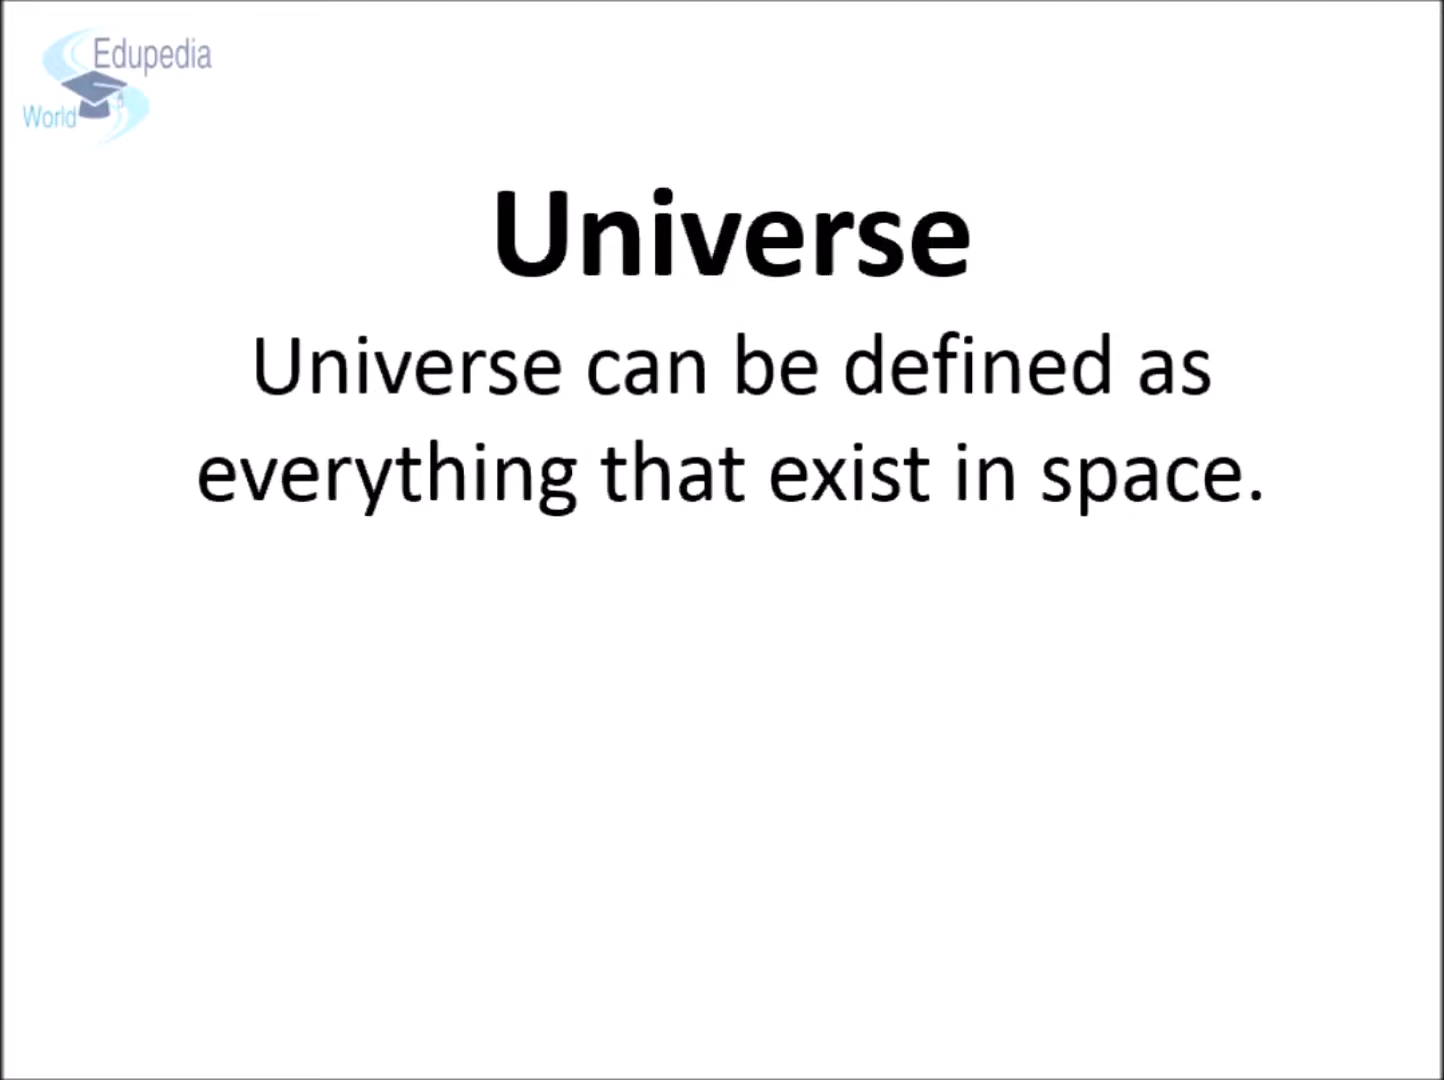 Edupedia
World
Universe
Universe can be defined as
everything that exist in space.